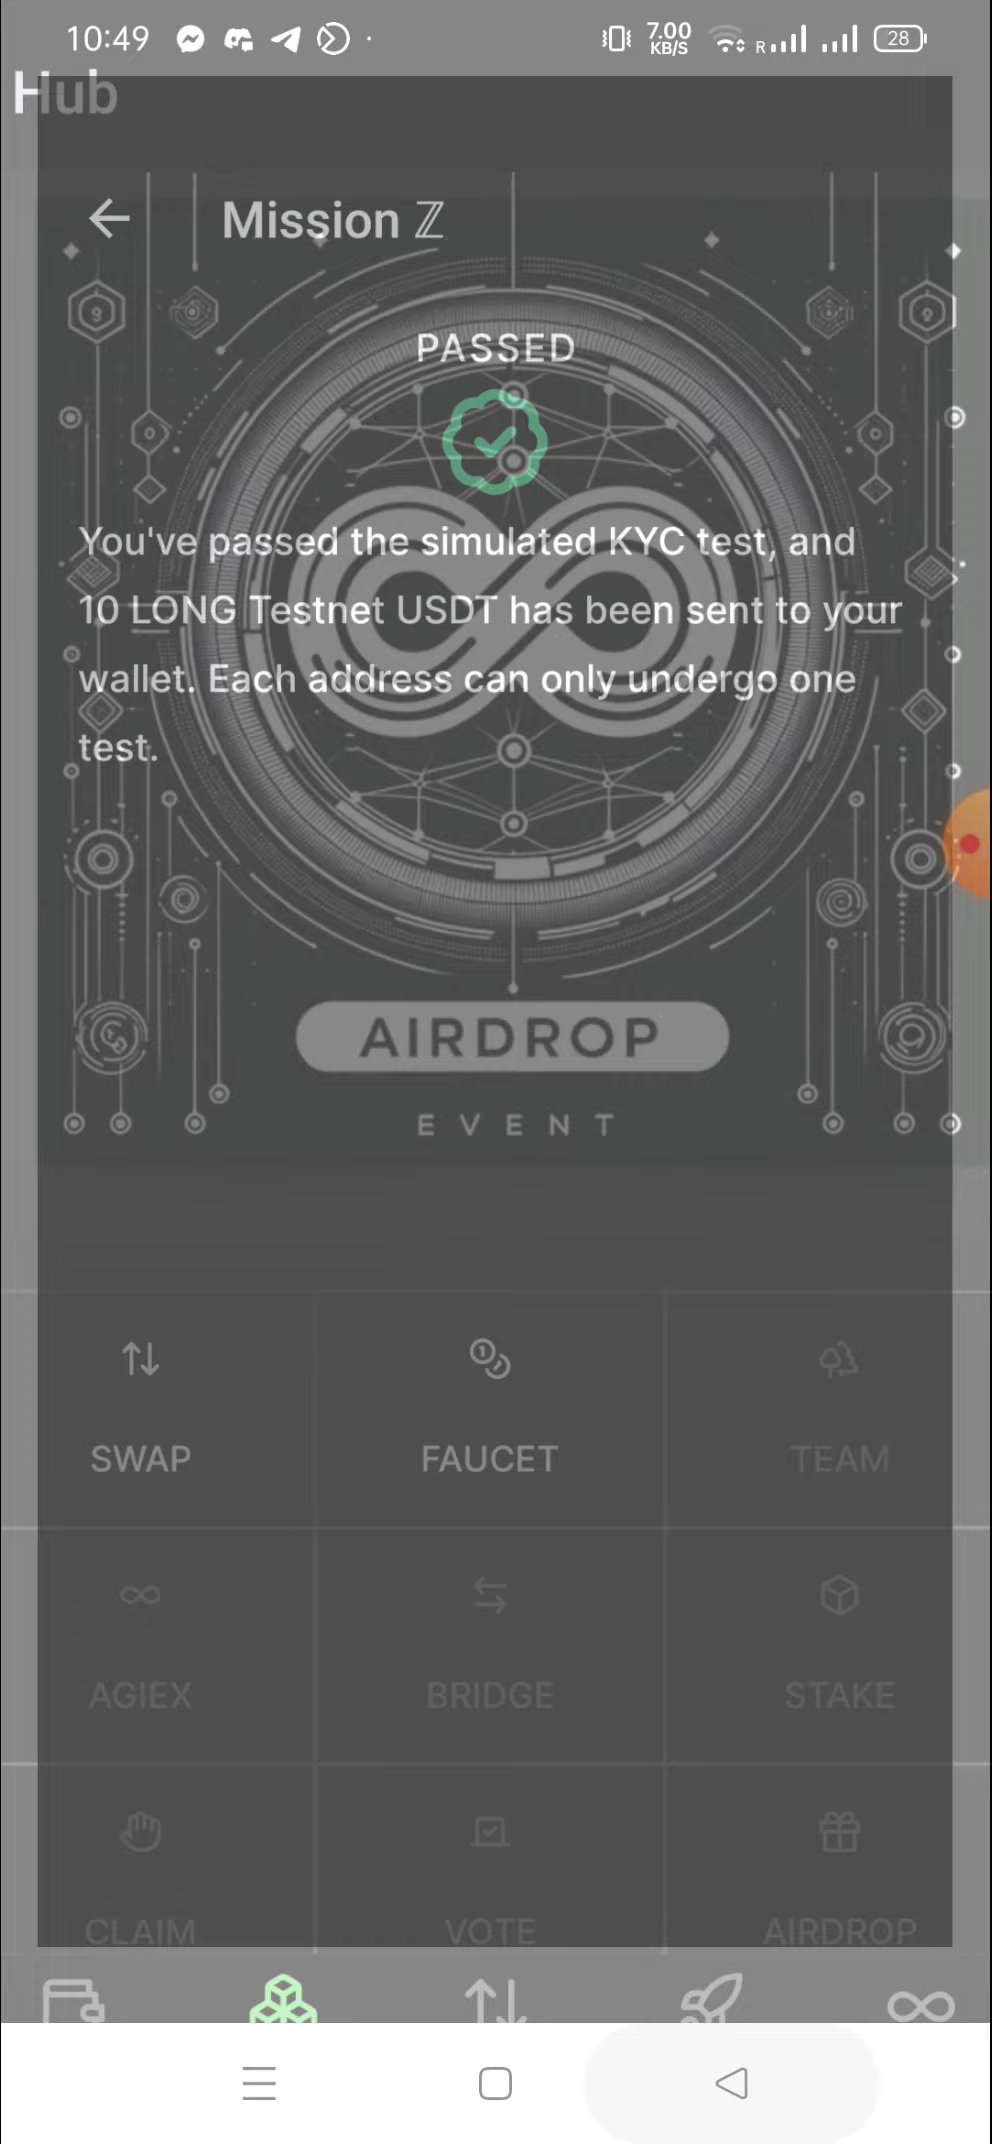 10:49
7.00
KB/S
R
28
Hub
Mission ℤ
PASSED
You've passed the simulated KYC test, and
10 LONG Testnet USDT has been sent to your
wallet. Each address can only undergo one
test.
AIRDROP
EVENT
SWAP
FAUCET
TEAM
AGIEX
BRIDGE
STAKE
CLAIM
VOTE
AIRDROP